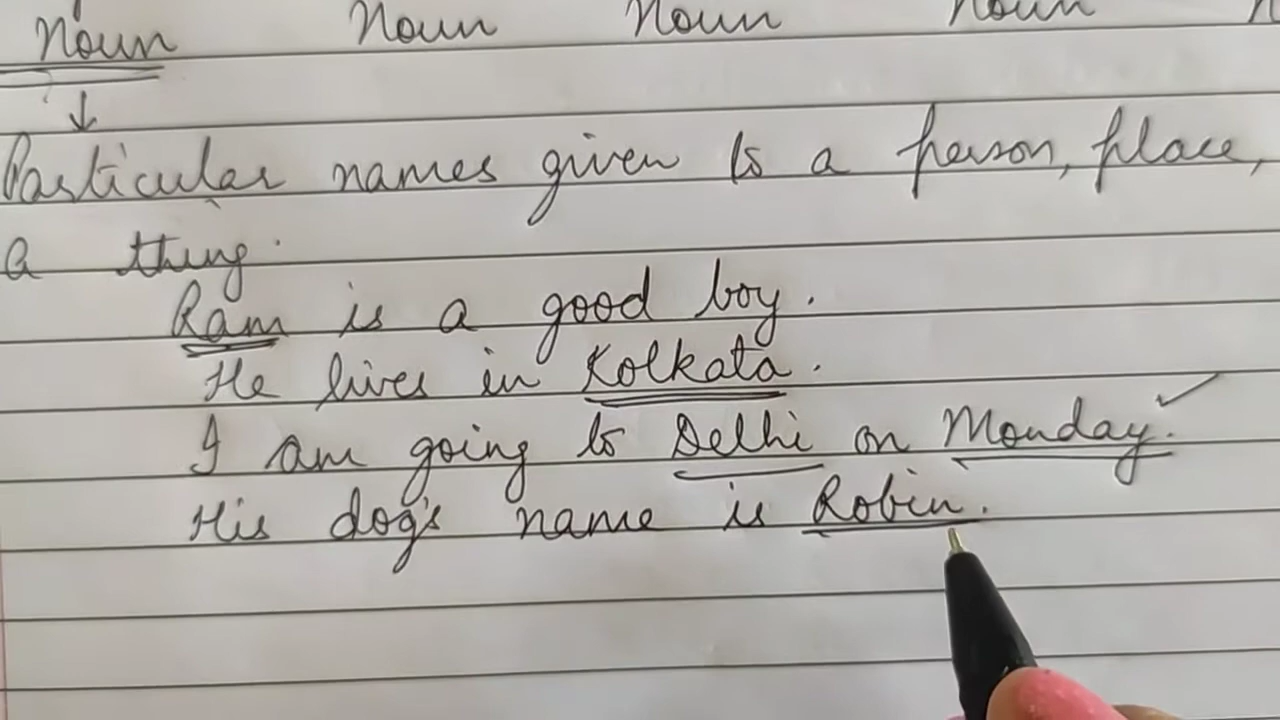 Noun Noun Noun Noun
Particular names given to a person, place,
a thing.
Ram is a good boy.
He lives in Kolkata.
I am going to Delhi on Monday.
His dog's name is Robin.